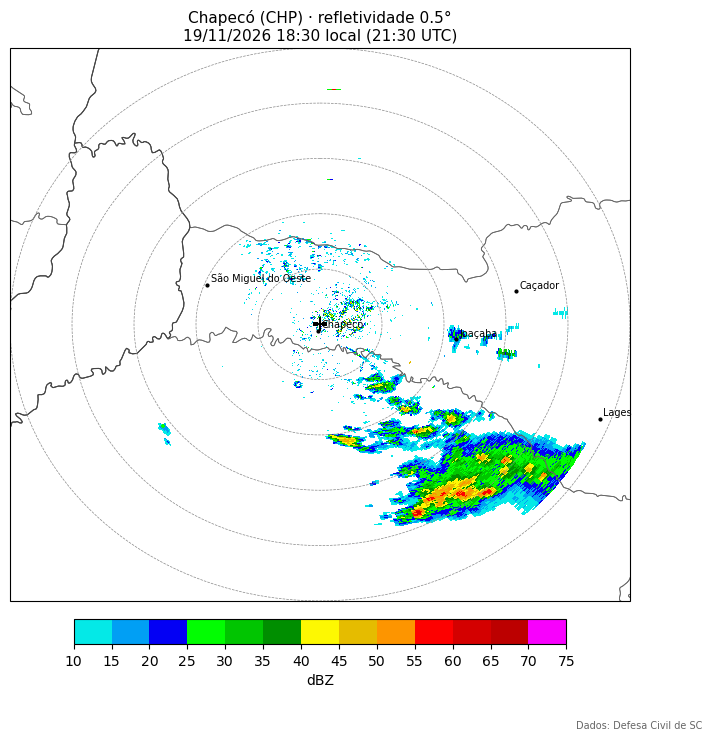 Chapecó (CHP) · refletividade 0.5°
19/11/2026 18:30 local (21:30 UTC)
São Miguel do Oeste
Caçador
Chapecó
Joaçaba
Lages
10 15 20 25 30 35 40 45 50 55 60 65 70 75
dBZ
Dados: Defesa Civil de SC